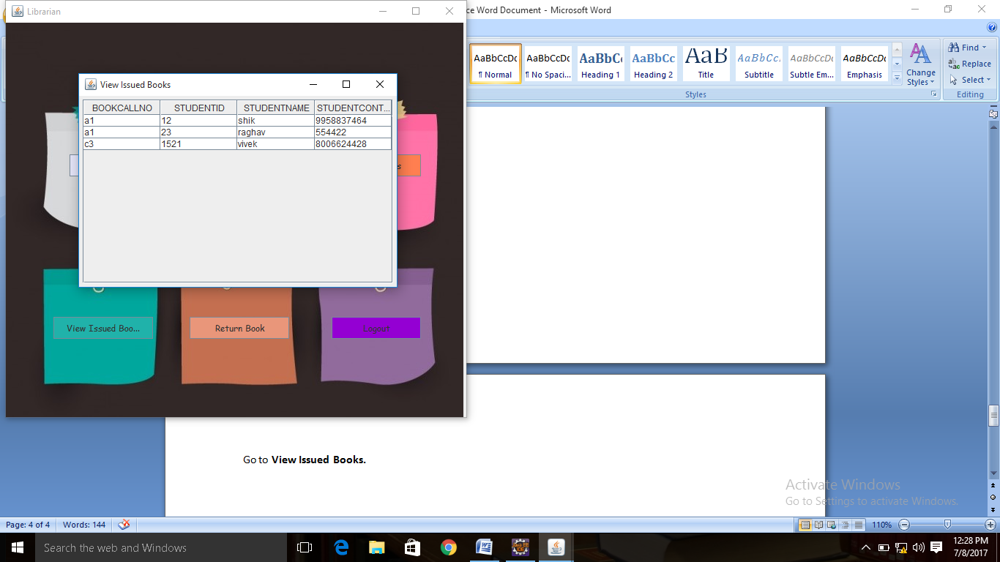 Librarian
ce Word Document - Microsoft Word
AaBbCcDc AaBbCcDc AaBbCc AaBbCc AaB AaBbCc. AaBbCcDc AaBbCcDc
¶ Normal ¶ No Spaci... Heading 1 Heading 2 Title Subtitle Subtle Em... Emphasis
Change
Styles
Find
Replace
Select
Styles
Editing
View Issued Books
BOOKCALLNO STUDENTID STUDENTNAME STUDENTCONT...
a1 12 shik 9958837464
a1 23 raghav 554422
c3 1521 vivek 8006624428
s
View Issued Boo...
Return Book
Logout
Go to View Issued Books.
Activate Windows
Go to Settings to activate Windows.
Page: 4 of 4 Words: 144
110%
Search the web and Windows
12:28 PM
7/8/2017